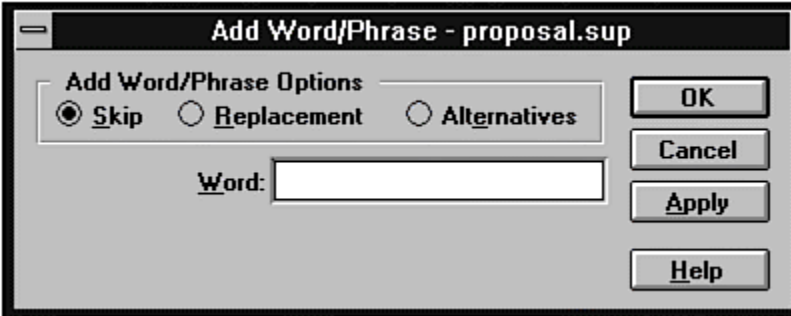 Add Word/Phrase - proposal.sup
Add Word/Phrase Options
Skip Replacement Alternatives
Word:
OK
Cancel
Apply
Help